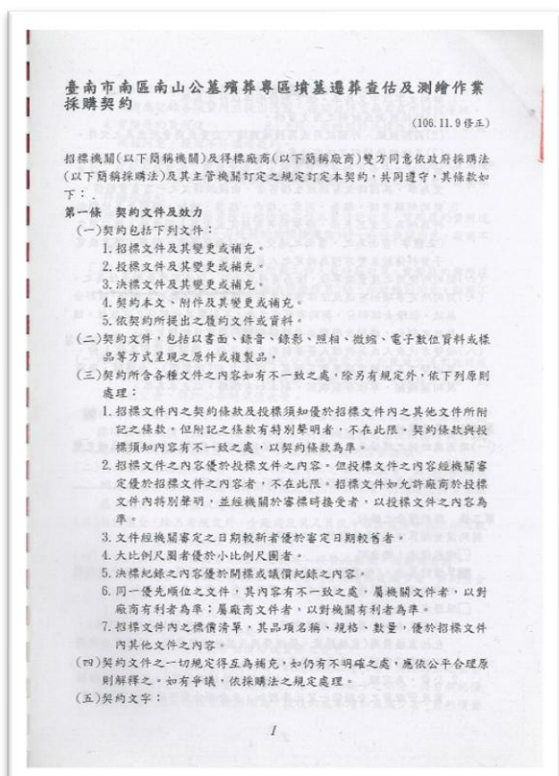 臺南市南區南山公墓殯葬專區墳墓遷葬查估及測繪作業
採購契約
(106.11.9修正)
招標機關(以下簡稱機關)及得標廠商(以下簡稱廠商)雙方同意依政府採購法
(以下簡稱採購法)及其主管機關訂定之規定訂定本契約,共同遵守,其條款如
下:
第一條 契約文件及效力
(一)契約包括下列文件:
1.招標文件及其變更或補充。
2.投標文件及其變更或補充。
3.決標文件及其變更或補充。
4.契約本文、附件及其變更或補充。
5.依契約所提出之履約文件或資料。
(二)契約文件,包括以書面、錄音、錄影、照相、微縮、電子數位資料或樣
品等方式呈現之原件或複製品。
(三)契約所含各種文件之內容如有不一致之處,除另有規定外,依下列原則
處理:
1.招標文件內之契約條款及投標須知優於招標文件內之其他文件所附
記之條款。但附記之條款有特別聲明者,不在此限。契約條款與投
標須知內容有不一致之處,以契約條款為準。
2.招標文件之內容優於投標文件之內容。但投標文件之內容經機關審
定優於招標文件之內容者,不在此限。招標文件如允許廠商於投標
文件內特別聲明,並經機關於審標時接受者,以投標文件之內容為
準。
3.文件經機關審定之日期較新者優於審定日期較舊者。
4.大比例尺圖者優於小比例尺圖者。
5.決標紀錄之內容優於開標或議價紀錄之內容。
6.同一優先順位之文件,其內容有不一致之處,屬機關文件者,以對
廠商有利者為準;屬廠商文件者,以對機關有利者為準。
7.招標文件內之標價清單,其品項名稱、規格、數量,優於招標文件
內其他文件之內容。
(四)契約文件之一切規定得互為補充,如仍有不明確之處,應依公平合理原
則解釋之。如有爭議,依採購法之規定處理。
(五)契約文字:
1